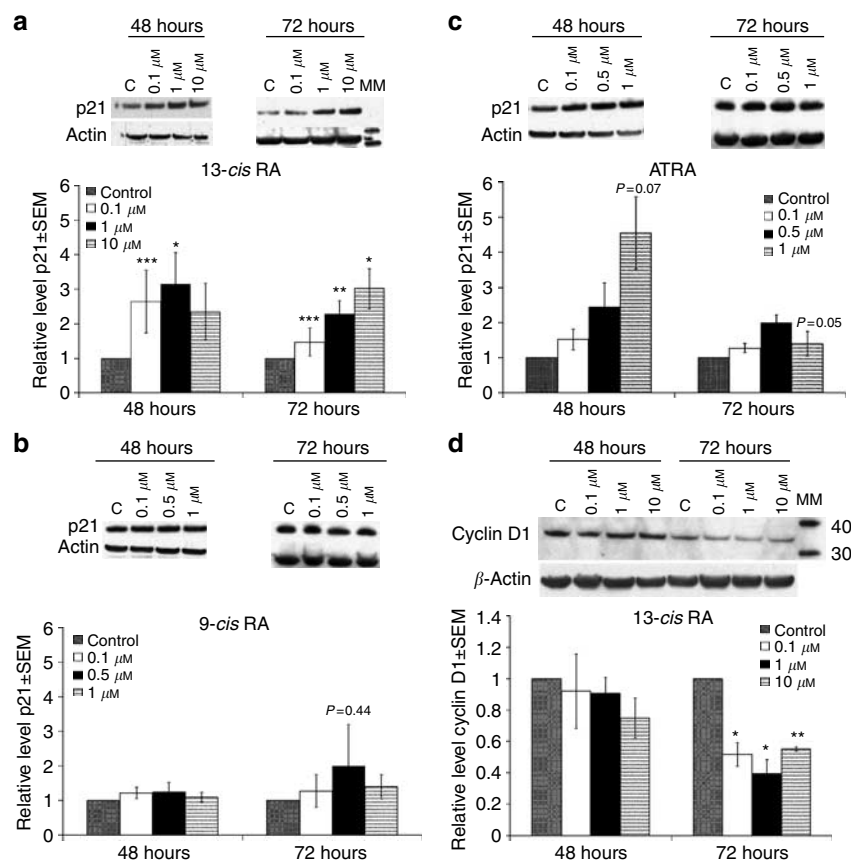 a
48 hours
72 hours
C
0.1 μM
1 μM
10 μM
C
0.1 μM
1 μM
10 μM
MM
p21
Actin
13-cis RA
Relative level p21±SEM
6
5
4
3
2
1
0
Control
0.1 μM
1 μM
10 μM
***
*
***
**
*
48 hours
72 hours
b
48 hours
72 hours
C
0.1 μM
0.5 μM
1 μM
C
0.1 μM
0.5 μM
1 μM
p21
Actin
9-cis RA
Relative level p21±SEM
6
5
4
3
2
1
0
Control
0.1 μM
0.5 μM
1 μM
P=0.44
48 hours
72 hours
c
48 hours
72 hours
C
0.1 μM
0.5 μM
1 μM
C
0.1 μM
0.5 μM
1 μM
p21
Actin
ATRA
Relative level p21±SEM
6
5
4
3
2
1
0
P=0.07
Control
0.1 μM
0.5 μM
1 μM
P=0.05
48 hours
72 hours
d
48 hours
72 hours
C
0.1 μM
1 μM
10 μM
C
0.1 μM
1 μM
10 μM
MM
Cyclin D1
40
30
β-Actin
13-cis RA
Relative level cyclin D1±SEM
1.4
1.2
1
0.8
0.6
0.4
0.2
0
Control
0.1 μM
1 μM
10 μM
*
*
**
48 hours
72 hours